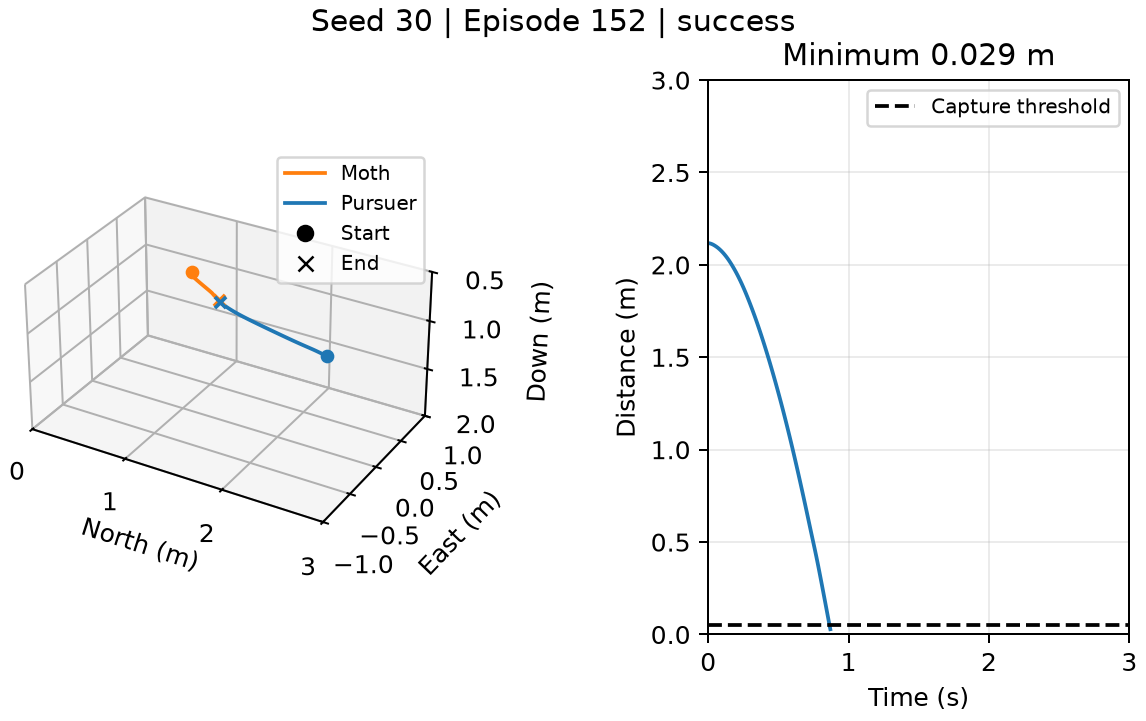 Seed 30 | Episode 152 | success
Minimum 0.029 m
Moth
Pursuer
Start
End
0.5
1.0
1.5
2.0
Down (m)
1.0
0.5
0.0
−0.5
−1.0
East (m)
0
1
2
3
North (m)
Capture threshold
3.0
2.5
2.0
1.5
1.0
0.5
0.0
Distance (m)
0
1
2
3
Time (s)